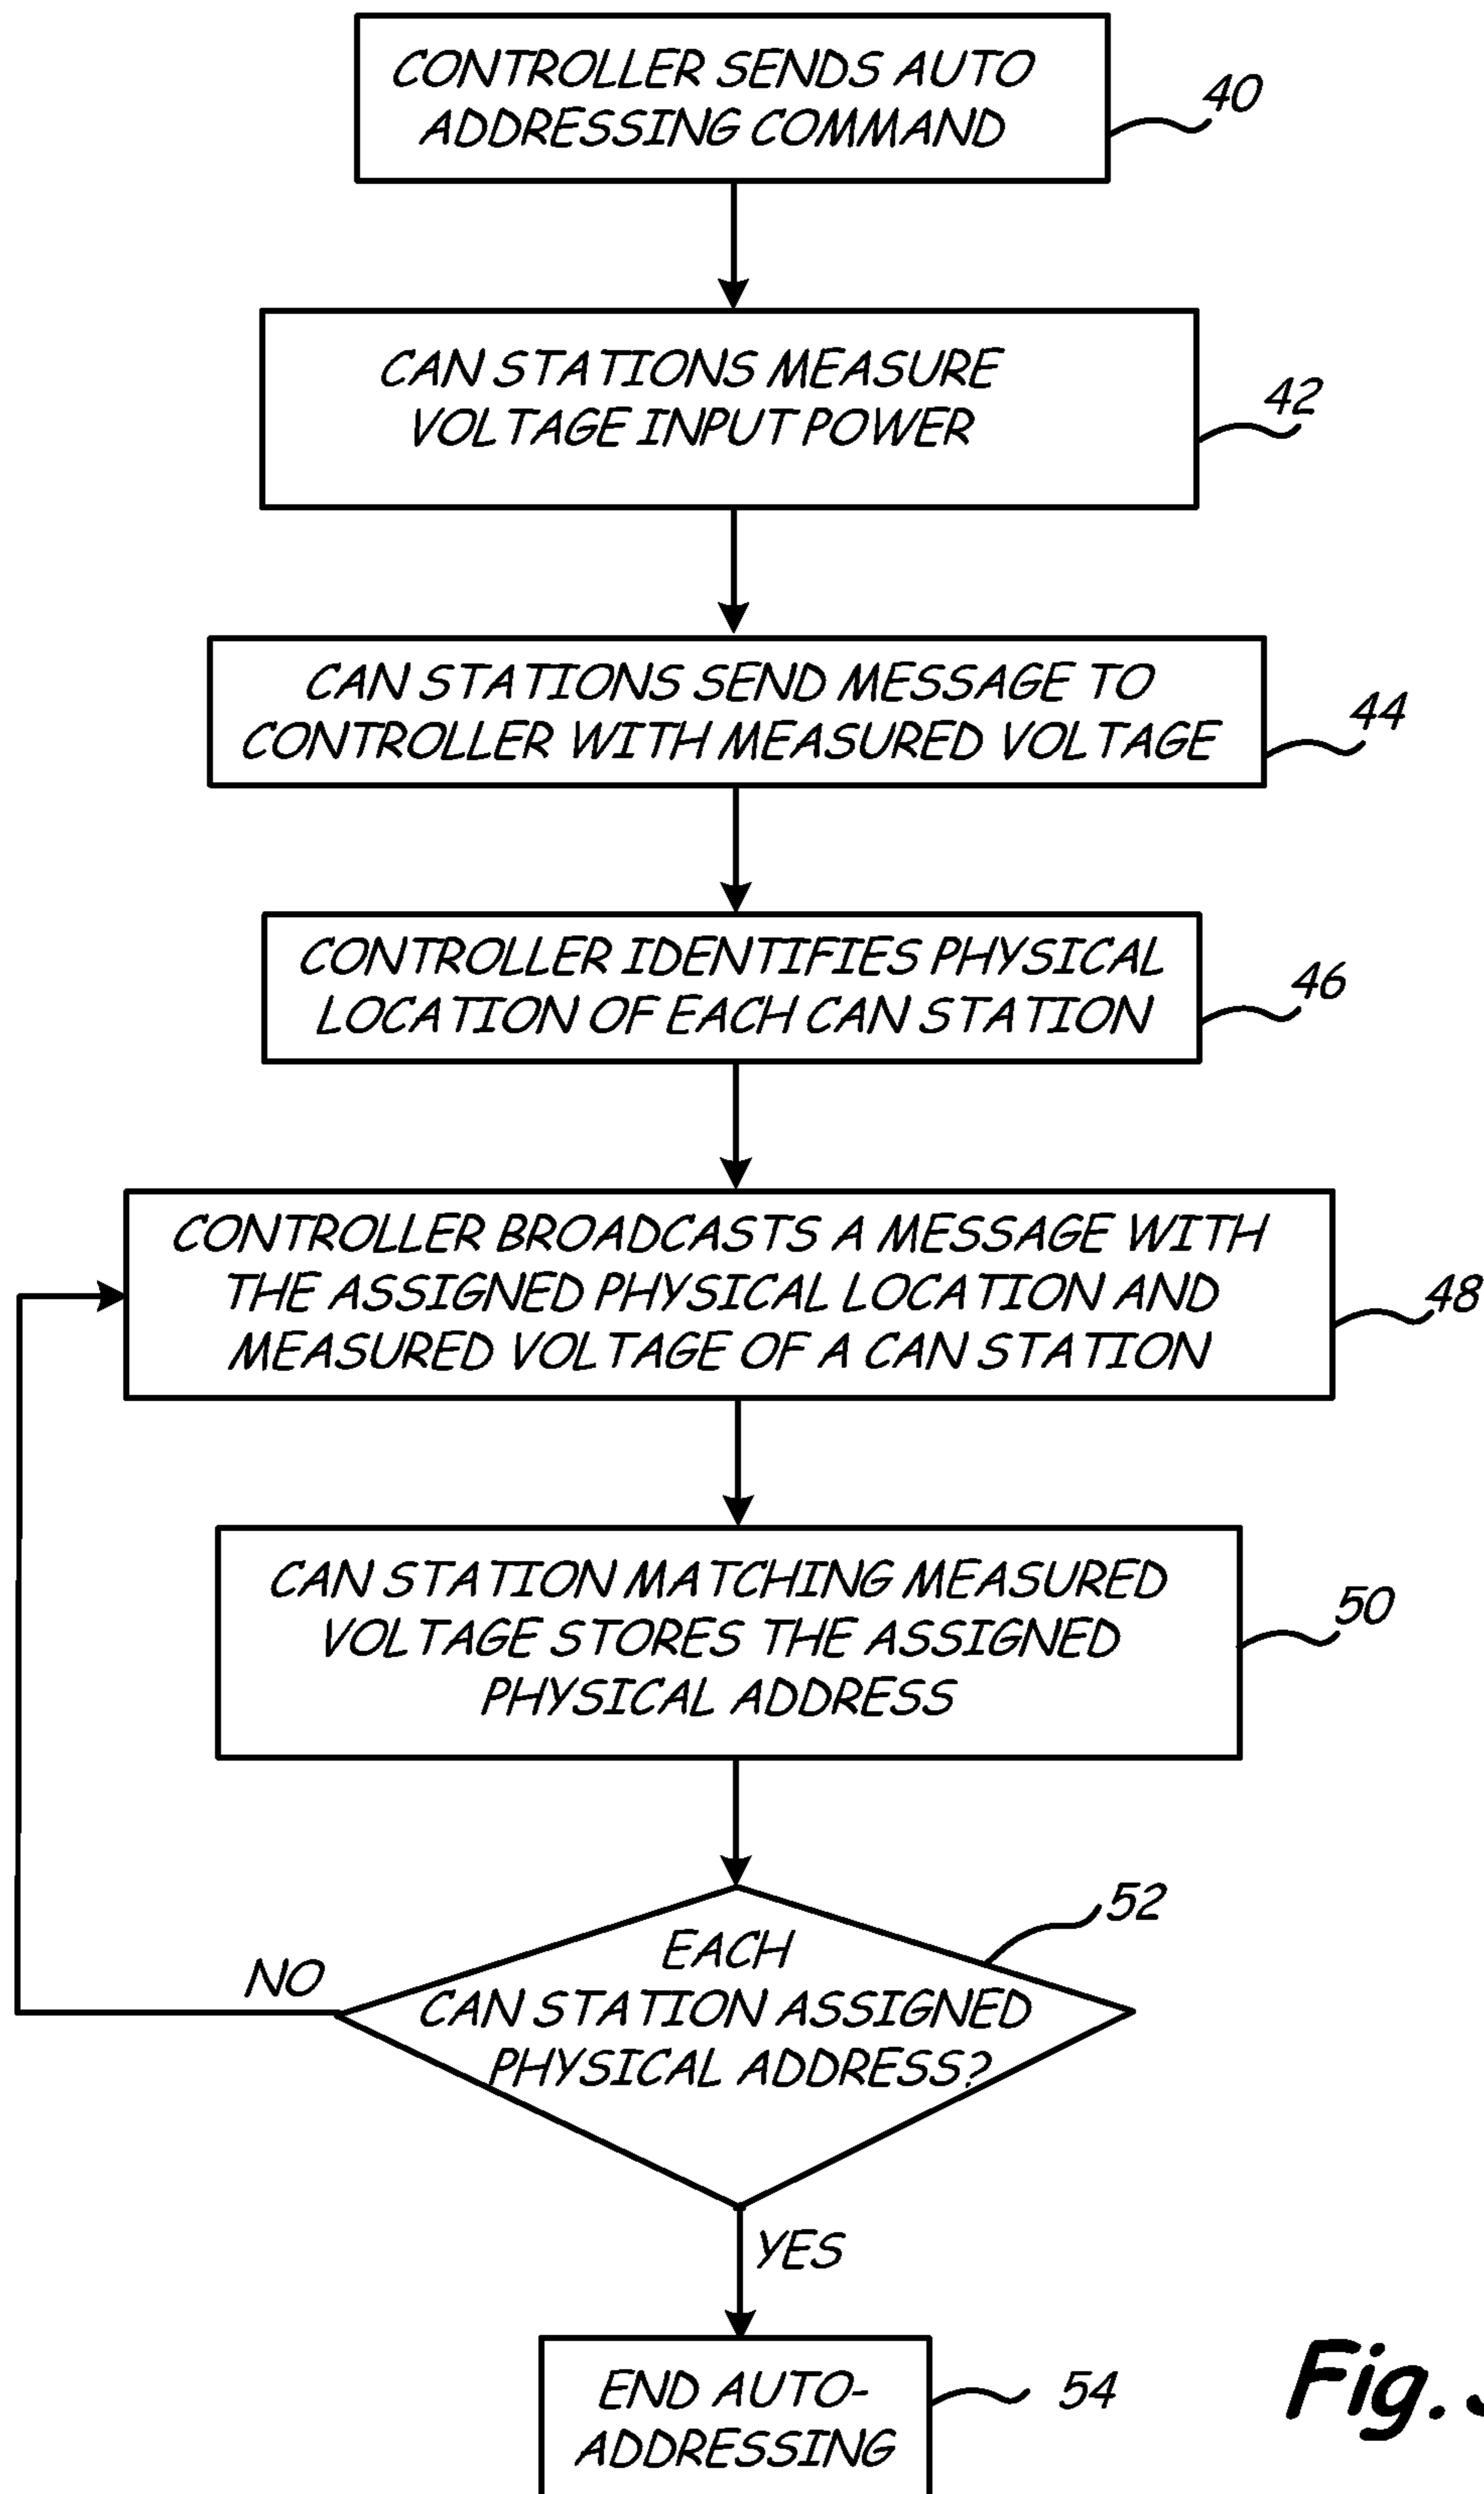 CONTROLLER SENDS AUTO
ADDRESSING COMMAND
40
CAN STATIONS MEASURE
VOLTAGE INPUT POWER
42
CAN STATIONS SEND MESSAGE TO
CONTROLLER WITH MEASURED VOLTAGE
44
CONTROLLER IDENTIFIES PHYSICAL
LOCATION OF EACH CAN STATION
46
CONTROLLER BROADCASTS A MESSAGE WITH
THE ASSIGNED PHYSICAL LOCATION AND
MEASURED VOLTAGE OF A CAN STATION
48
CAN STATION MATCHING MEASURED
VOLTAGE STORES THE ASSIGNED
PHYSICAL ADDRESS
50
52
EACH
CAN STATION ASSIGNED
PHYSICAL ADDRESS?
NO
YES
END AUTO-
ADDRESSING
54
Fig.